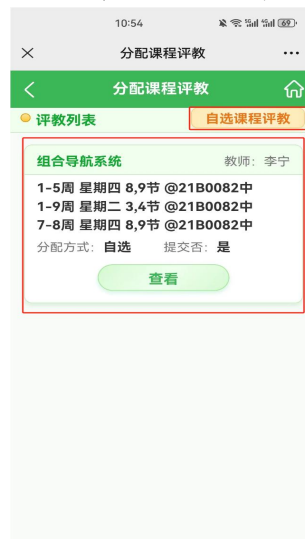 10:54
69
分配课程评教
分配课程评教
评教列表
自选课程评教
组合导航系统
教师: 李宁
1-5周 星期四 8,9节 @21B0082中
1-9周 星期二 3,4节 @21B0082中
7-8周 星期四 8,9节 @21B0082中
分配方式: 自选 提交否: 是
查看